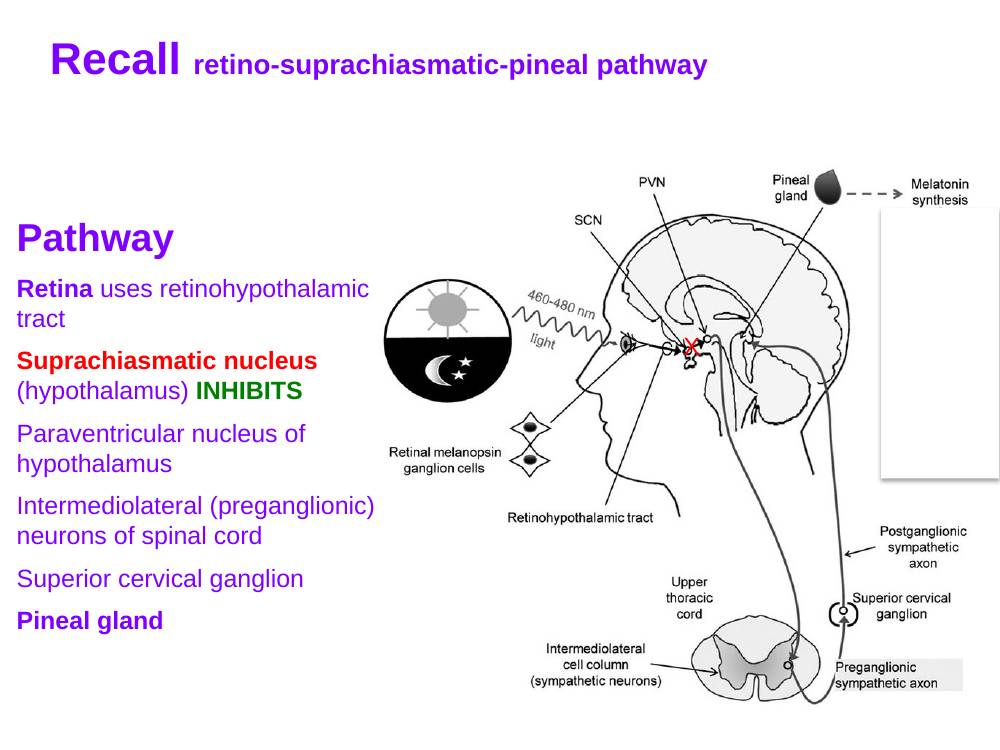 Recall retino-suprachiasmatic-pineal pathway
Pathway
Retina uses retinohypothalamic
tract
Suprachiasmatic nucleus
(hypothalamus) INHIBITS
Paraventricular nucleus of
hypothalamus
Intermediolateral (preganglionic)
neurons of spinal cord
Superior cervical ganglion
Pineal gland
PVN
SCN
Pineal
gland
Melatonin
synthesis
460-480 nm
light
Retinal melanopsin
ganglion cells
Retinohypothalamic tract
Postganglionic
sympathetic
axon
Upper
thoracic
cord
Superior cervical
ganglion
Intermediolateral
cell column
(sympathetic neurons)
Preganglionic
sympathetic axon